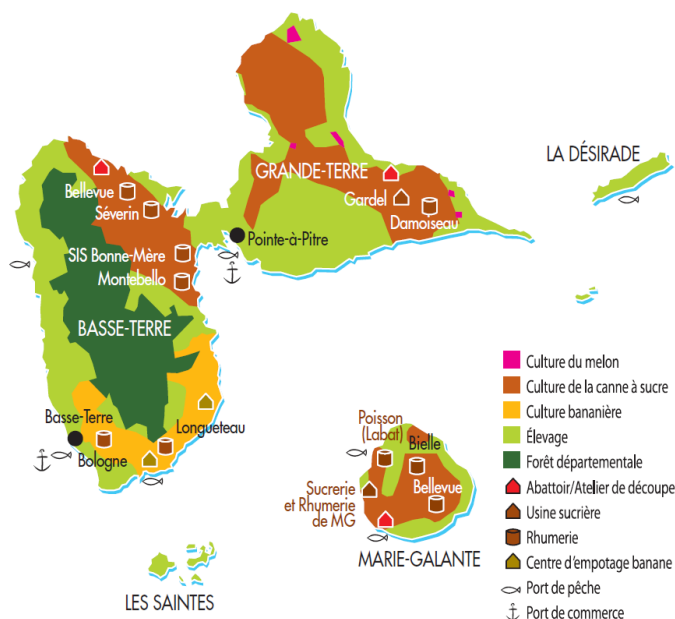 LA DÉSIRADE
GRANDE-TERRE
Gardel
Damoiseau
Bellevue
Séverin
Pointe-à-Pître
SIS Bonne-Mère
Montebello
BASSE-TERRE
Basse-Terre
Longueteau
Bologne
Poisson
(Labat)
Bielle
Bellevue
Sucrerie
et Rhumerie
de MG
MARIE-GALANTE
LES SAINTES
Culture du melon
Culture de la canne à sucre
Culture bananière
Élevage
Forêt départementale
Abattoir/Atelier de découpe
Usine sucrière
Rhumerie
Centre d'empotage banane
Port de pêche
Port de commerce